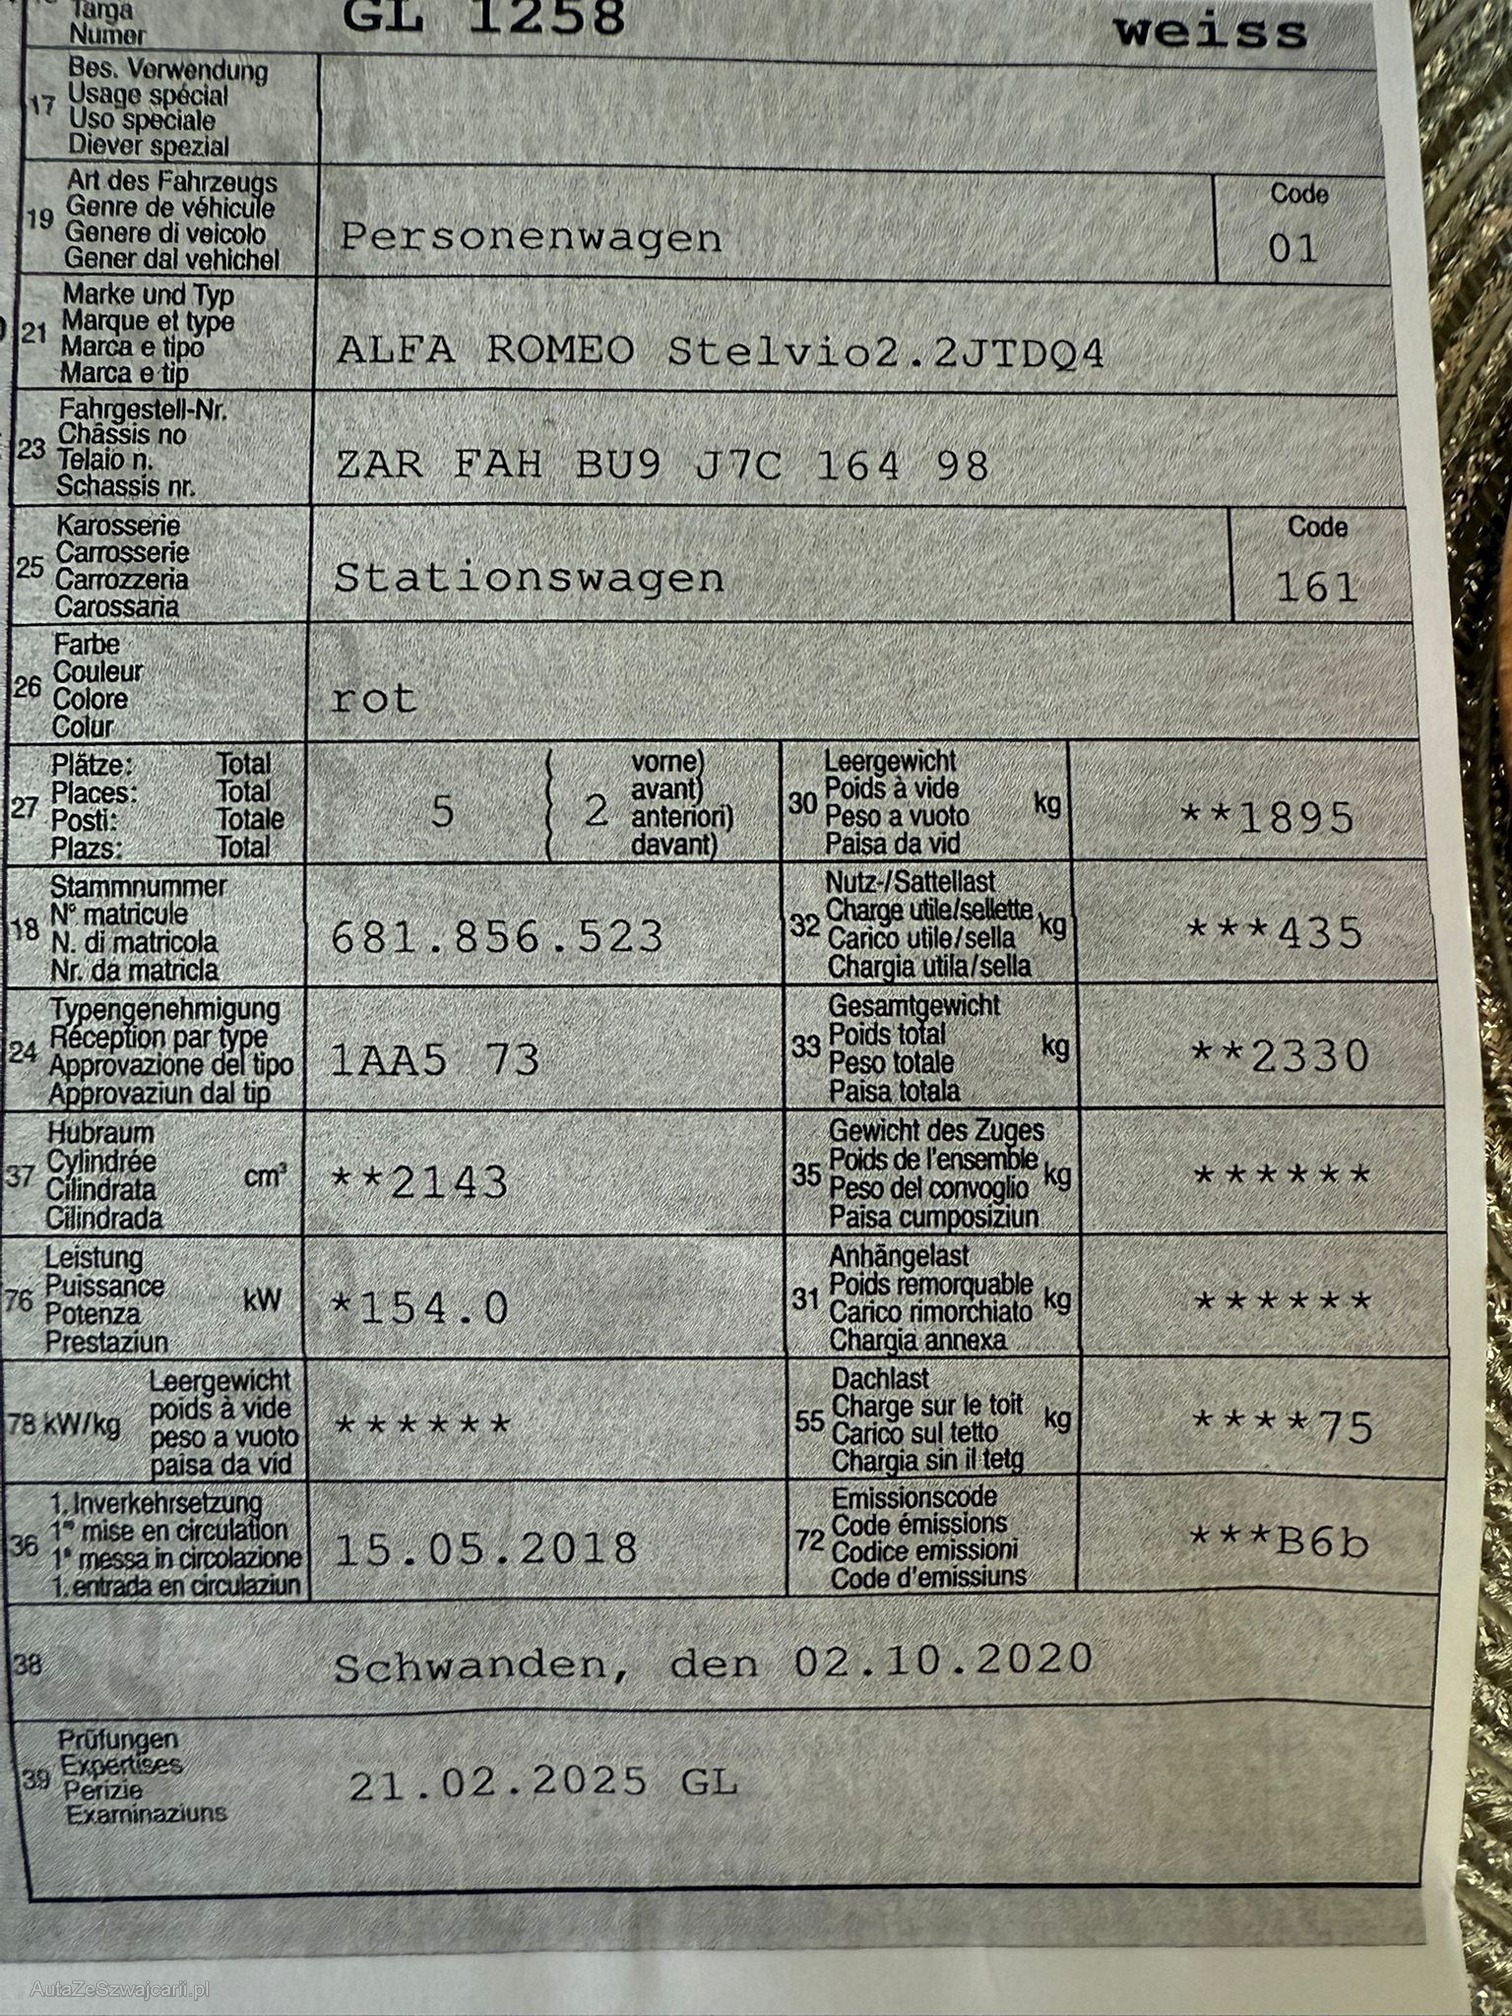 Targa
Numer
GL 1258 weiss
17 Bes. Verwendung
Usage spécial
Uso speciale
Diever spezial
19 Art des Fahrzeugs
Genre de véhicule
Genere di veicolo
Gener dal vehichel
Personenwagen
Code
01
21 Marke und Typ
Marque et type
Marca e tipo
Marca e tip
ALFA ROMEO Stelvio2.2JTDQ4
23 Fahrgestell-Nr.
Châssis no
Telaio n.
Schassis nr.
ZAR FAH BU9 J7C 164 98
25 Karosserie
Carrosserie
Carrozzeria
Carossaria
Stationswagen
Code
161
26 Farbe
Couleur
Colore
Colur
rot
27 Plätze: Total
Places: Total
Posti: Totale
Plazs: Total
5 ( 2 vorne)
avant)
anteriori)
davant)
30 Leergewicht
Poids à vide
Peso a vuoto
Paisa da vid
kg
**1895
18 Stammnummer
N° matricule
N. di matricola
Nr. da matricla
681.856.523
32 Nutz-/Sattellast
Charge utile/sellette
Carico utile/sella
Chargia utila/sella
kg
***435
24 Typengenehmigung
Réception par type
Approvazione del tipo
Approvaziun dal tip
1AA5 73
33 Gesamtgewicht
Poids total
Peso totale
Paisa totala
kg
**2330
37 Hubraum
Cylindrée
Cilindrata
Cilindrada
cm³
**2143
35 Gewicht des Zuges
Poids de l'ensemble
Peso del convoglio
Paisa cumposiziun
kg
******
76 Leistung
Puissance
Potenza
Prestaziun
kW
*154.0
31 Anhängelast
Poids remorquable
Carico rimorchiato
Chargia annexa
kg
******
78 kW/kg Leergewicht
poids à vide
peso a vuoto
paisa da vid
******
55 Dachlast
Charge sur le toit
Carico sul tetto
Chargia sin il tetg
kg
****75
36 1. Inverkehrsetzung
1re mise en circulation
1a messa in circolazione
1. entrada en circulaziun
15.05.2018
72 Emissionscode
Code émissions
Codice emissioni
Code d'emissiuns
***B6b
38 Schwanden, den 02.10.2020
39 Prüfungen
Expertises
Perizie
Examinaziuns
21.02.2025 GL
AutaZeSzwajcarii.pl